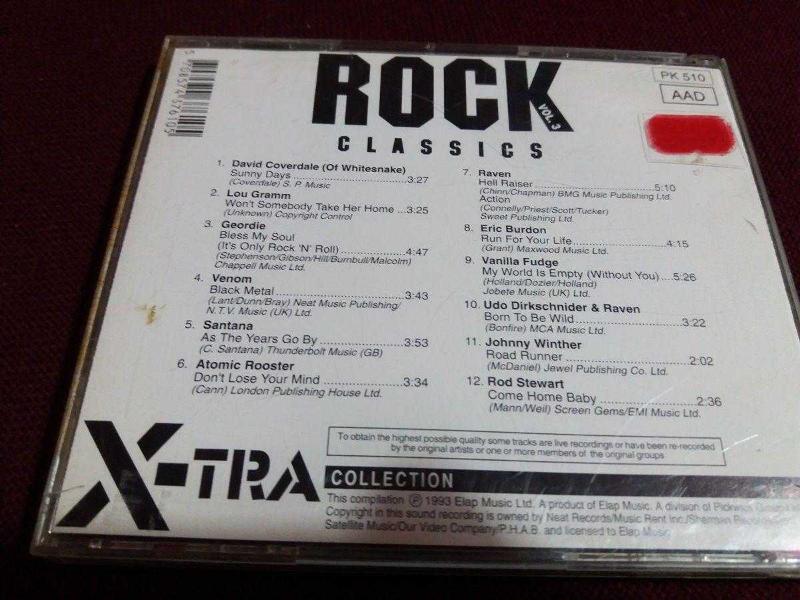 5 708574 576105
ROCK
VOL. 3
CLASSICS
PK 510
AAD
1. David Coverdale (Of Whitesnake)
Sunny Days ..........3:27
(Coverdale) S. P. Music
2. Lou Gramm
Won't Somebody Take Her Home ...3:25
(Unknown) Copyright Control
3. Geordie
Bless My Soul
(It's Only Rock 'N' Roll)..........4:47
(Stephenson/Gibson/Hill/Burnbull/Malcolm)
Chappell Music Ltd.
4. Venom
Black Metal..........3:43
(Lant/Dunn/Bray) Neat Music Publishing/
N.T.V. Music (UK) Ltd.
5. Santana
As The Years Go By..........3:53
(C. Santana) Thunderbolt Music (GB)
6. Atomic Rooster
Don't Lose Your Mind..........3:34
(Cann) London Publishing House Ltd.
7. Raven
Hell Raiser..........5:10
(Chinn/Chapman) BMG Music Publishing Ltd.
Action
(Connelly/Priest/Scott/Tucker)
Sweet Publishing Ltd.
8. Eric Burdon
Run For Your Life..........4:15
(Grant) Maxwood Music Ltd.
9. Vanilla Fudge
My World Is Empty (Without You)....5:26
(Holland/Dozier/Holland)
Jobete Music (UK) Ltd.
10. Udo Dirkschnider & Raven
Born To Be Wild..........3:22
(Bonfire) MCA Music Ltd.
11. Johnny Winther
Road Runner ..........2:02
(McDaniel) Jewel Publishing Co. Ltd.
12. Rod Stewart
Come Home Baby..........2:36
(Mann/Weil) Screen Gems/EMI Music Ltd.
To obtain the highest possible quality some tracks are live recordings or have been re-recorded
by the original artists or one or more members of the original groups
X-TRA
COLLECTION
This compilation ℗ 1993 Elap Music Ltd. A product of Elap Music. A division of Pickwick
Copyright in this sound recording is owned by Neat Records/Music Rent Inc./
Satellite Music/Our Video Company/P.H.A.B. and licensed to Elap Music